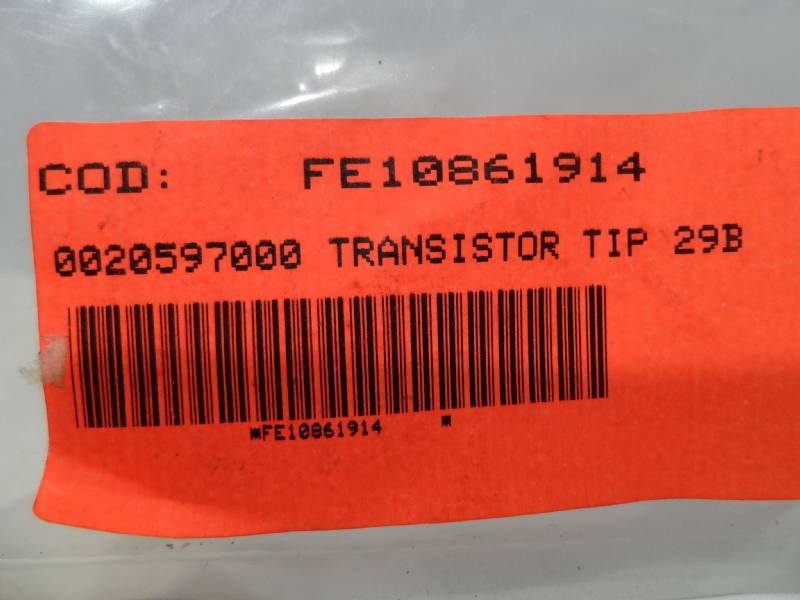 COD: FE10861914
0020597000 TRANSISTOR TIP 29B
*FE10861914 *